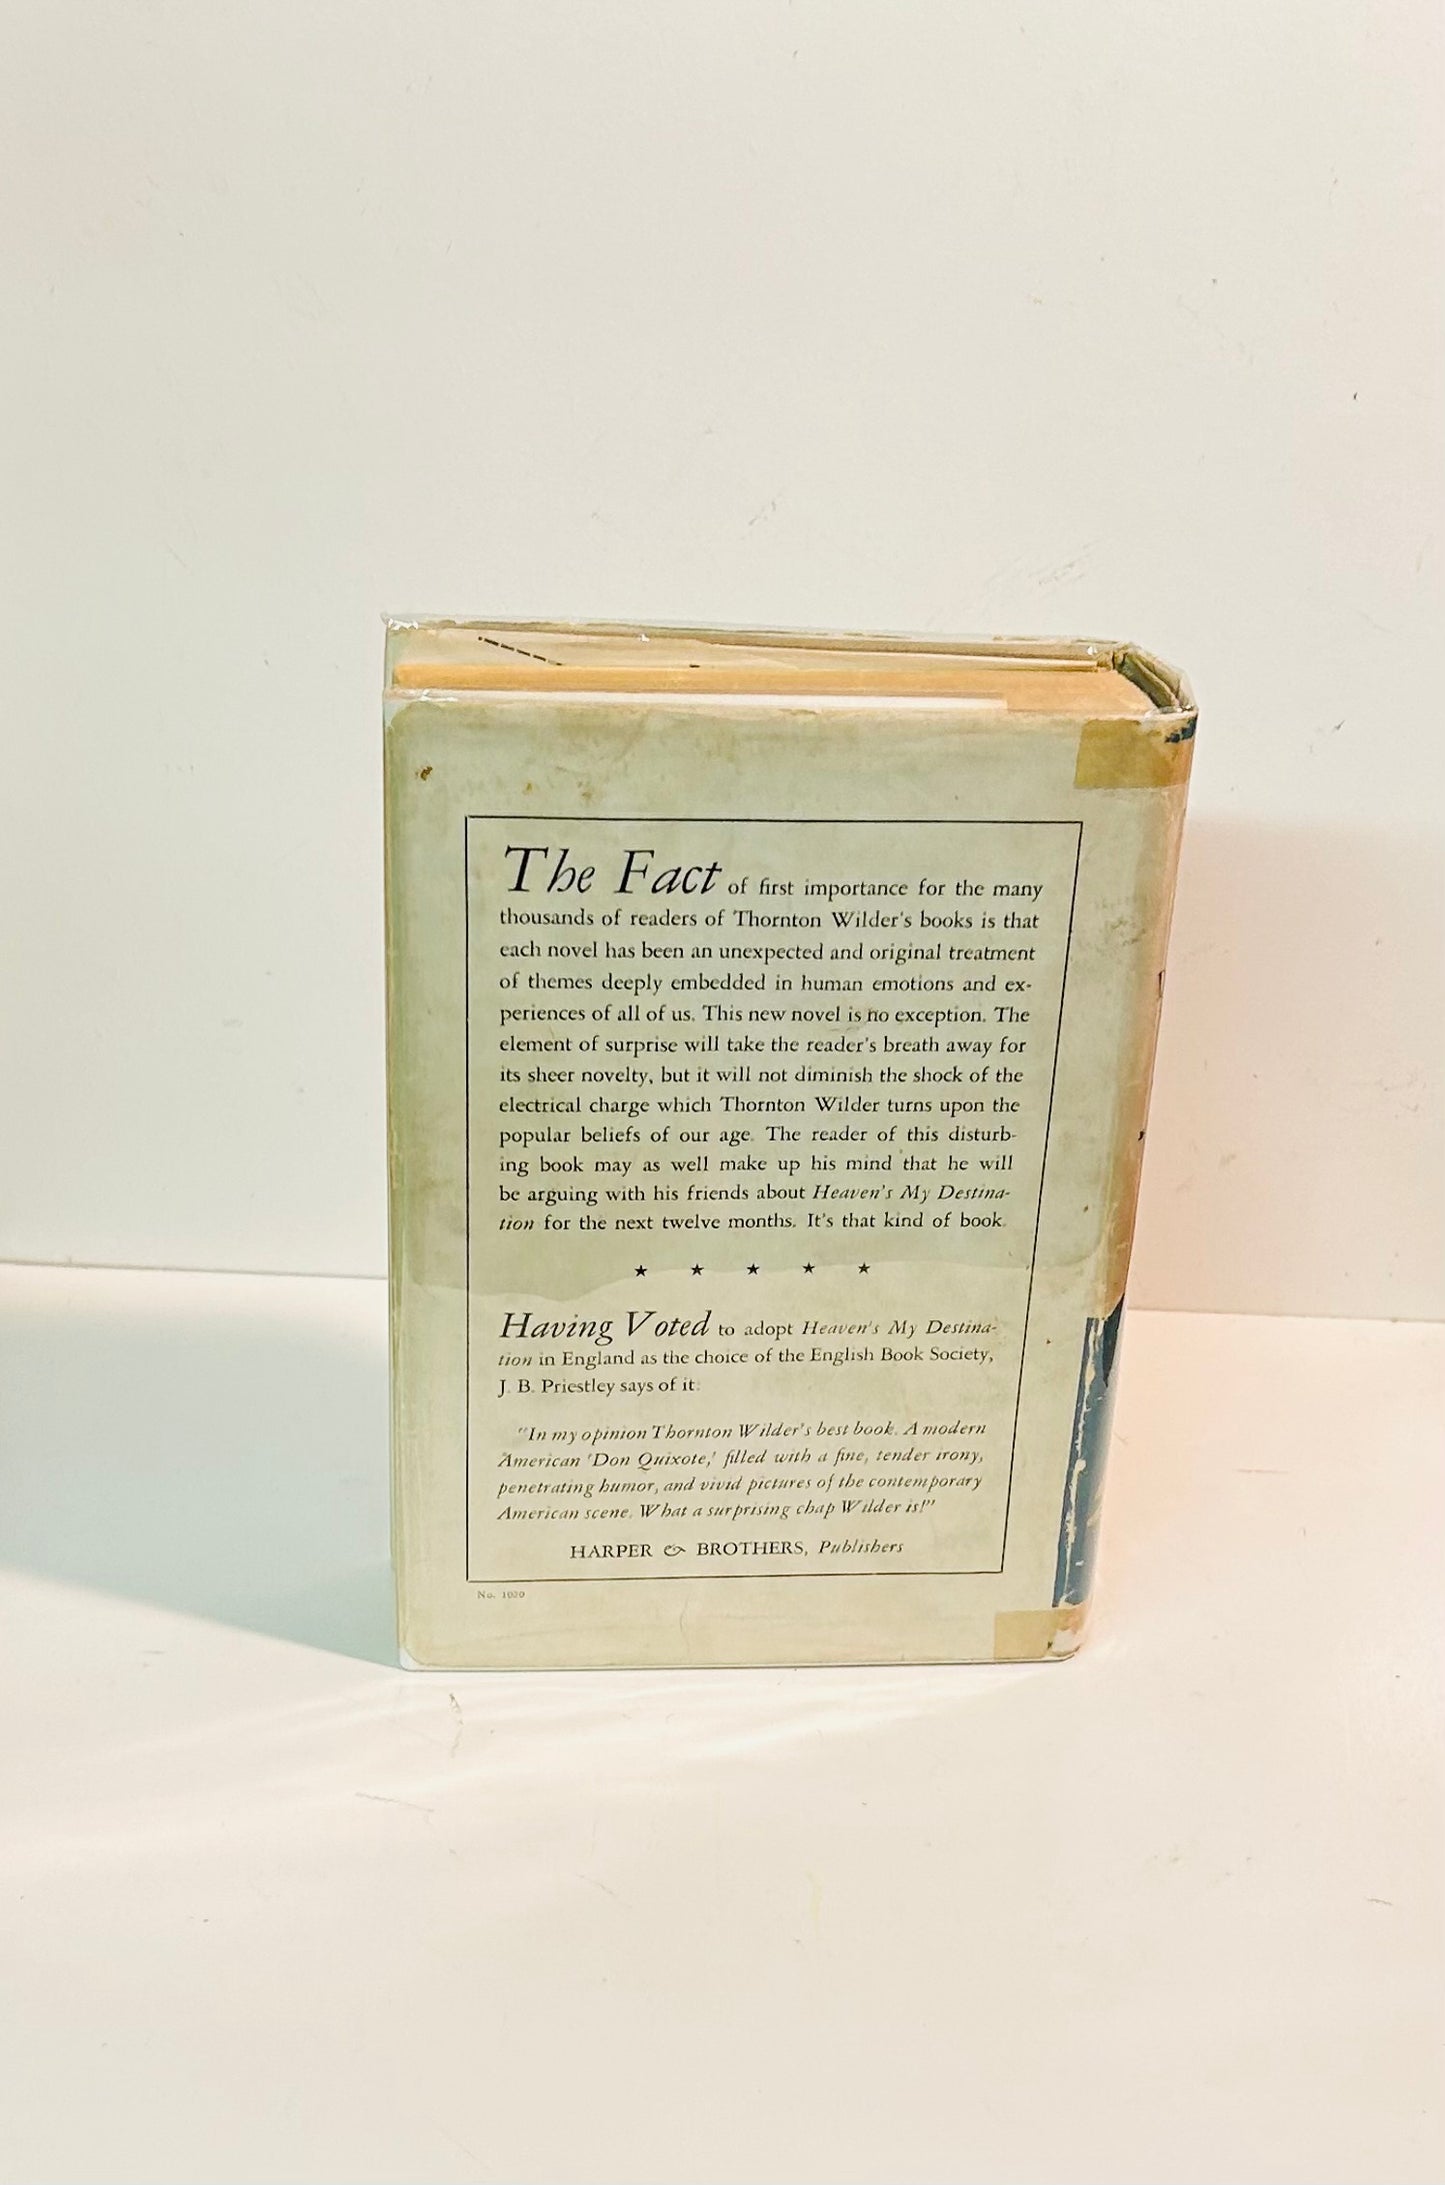 The Fact of first importance for the many
thousands of readers of Thornton Wilder's books is that
each novel has been an unexpected and original treatment
of themes deeply embedded in human emotions and ex-
periences of all of us. This new novel is no exception. The
element of surprise will take the reader's breath away for
its sheer novelty, but it will not diminish the shock of the
electrical charge which Thornton Wilder turns upon the
popular beliefs of our age. The reader of this disturb-
ing book may as well make up his mind that he will
be arguing with his friends about Heaven's My Destina-
tion for the next twelve months. It's that kind of book.
★ ★ ★ ★ ★
Having Voted to adopt Heaven's My Destina-
tion in England as the choice of the English Book Society,
J. B. Priestley says of it:
"In my opinion Thornton Wilder's best book. A modern
American 'Don Quixote,' filled with a fine, tender irony,
penetrating humor, and vivid pictures of the contemporary
American scene. What a surprising chap Wilder is!"
HARPER & BROTHERS, Publishers
No. 1020